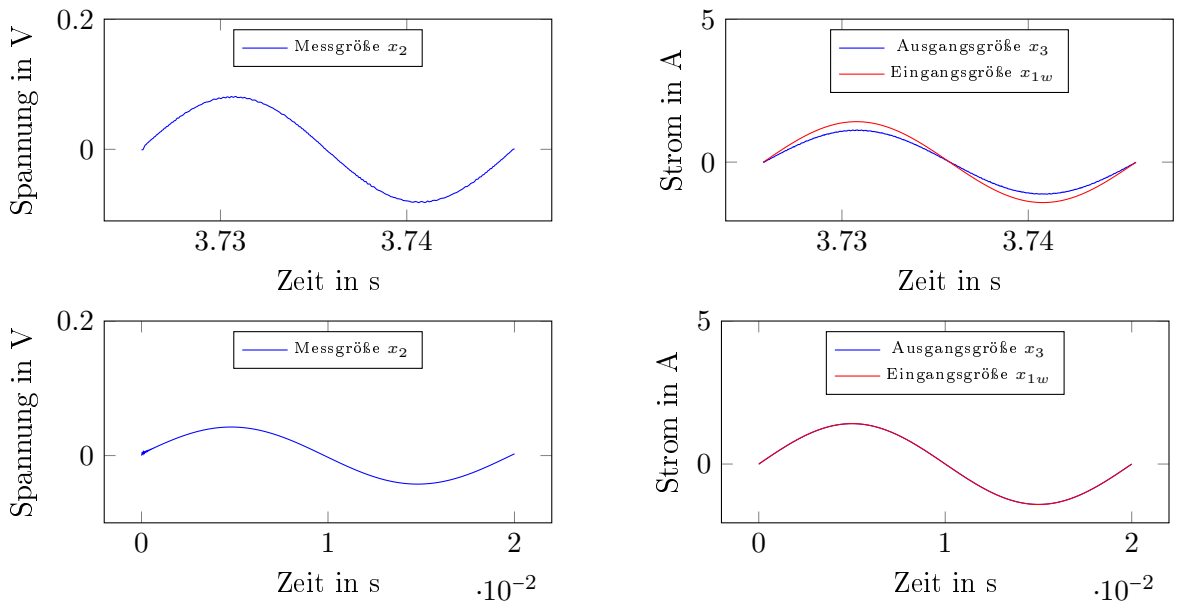 0.2
0
Spannung in V
Messgröße x₂
3.73
3.74
Zeit in s
5
0
Strom in A
Ausgangsgröße x₃
Eingangsgröße x₁w
3.73
3.74
Zeit in s
0.2
0
Spannung in V
Messgröße x₂
0
1
2
Zeit in s
·10⁻²
5
0
Strom in A
Ausgangsgröße x₃
Eingangsgröße x₁w
0
1
2
Zeit in s
·10⁻²